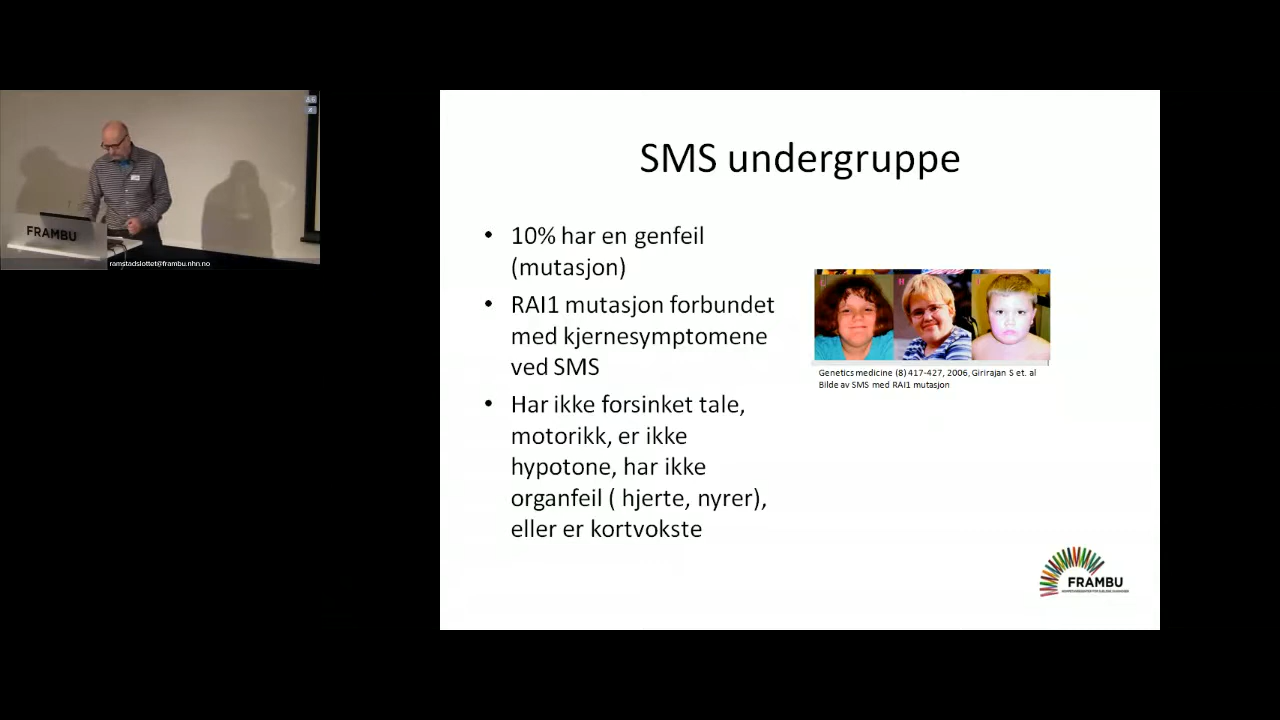 FRAMBU
ramstadslottet@frambu.nhn.no
SMS undergruppe
• 10% har en genfeil
(mutasjon)
• RAI1 mutasjon forbundet
med kjernesymptomene
ved SMS
• Har ikke forsinket tale,
motorikk, er ikke
hypotone, har ikke
organfeil ( hjerte, nyrer),
eller er kortvokste
H
Genetics medicine (8) 417-427, 2006, Girirajan S et. al
Bilde av SMS med RAI1 mutasjon
FRAMBU